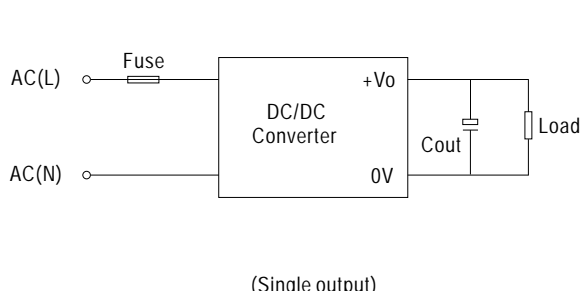 Fuse
AC(L)
+Vo
DC/DC
Converter
Cout
Load
AC(N)
0V
(Single output)